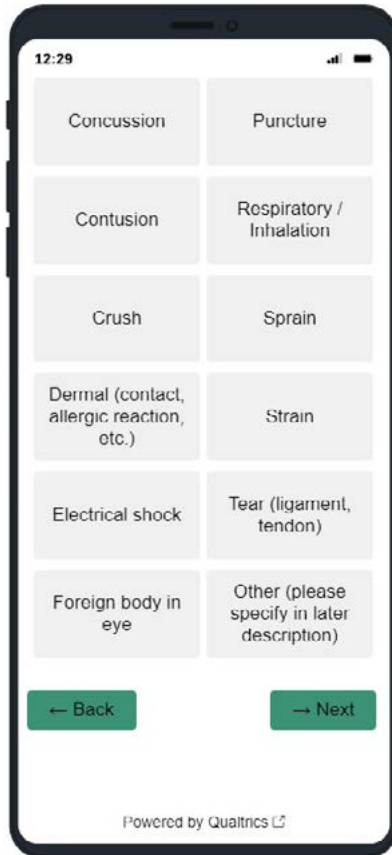 12:29
Concussion
Puncture
Contusion
Respiratory /
Inhalation
Crush
Sprain
Dermal (contact,
allergic reaction,
etc.)
Strain
Electrical shock
Tear (ligament,
tendon)
Foreign body in
eye
Other (please
specify in later
description)
← Back
→ Next
Powered by Qualtrics